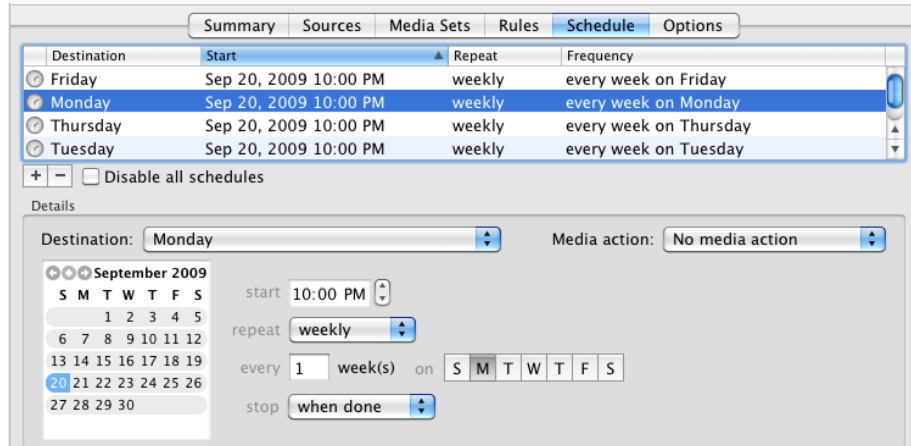 Summary Sources Media Sets Rules Schedule Options
Destination Start Repeat Frequency
Friday Sep 20, 2009 10:00 PM weekly every week on Friday
Monday Sep 20, 2009 10:00 PM weekly every week on Monday
Thursday Sep 20, 2009 10:00 PM weekly every week on Thursday
Tuesday Sep 20, 2009 10:00 PM weekly every week on Tuesday
+ − Disable all schedules
Details
Destination: Monday Media action: No media action
September 2009
S M T W T F S
1 2 3 4 5
6 7 8 9 10 11 12
13 14 15 16 17 18 19
20 21 22 23 24 25 26
27 28 29 30
start 10:00 PM
repeat weekly
every 1 week(s) on S M T W T F S
stop when done